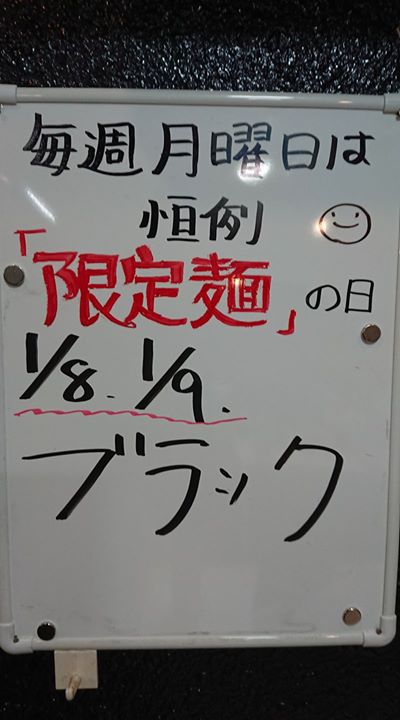 毎週月曜日は
恒例
「限定麺」の日
1/8. 1/9.
ブラック